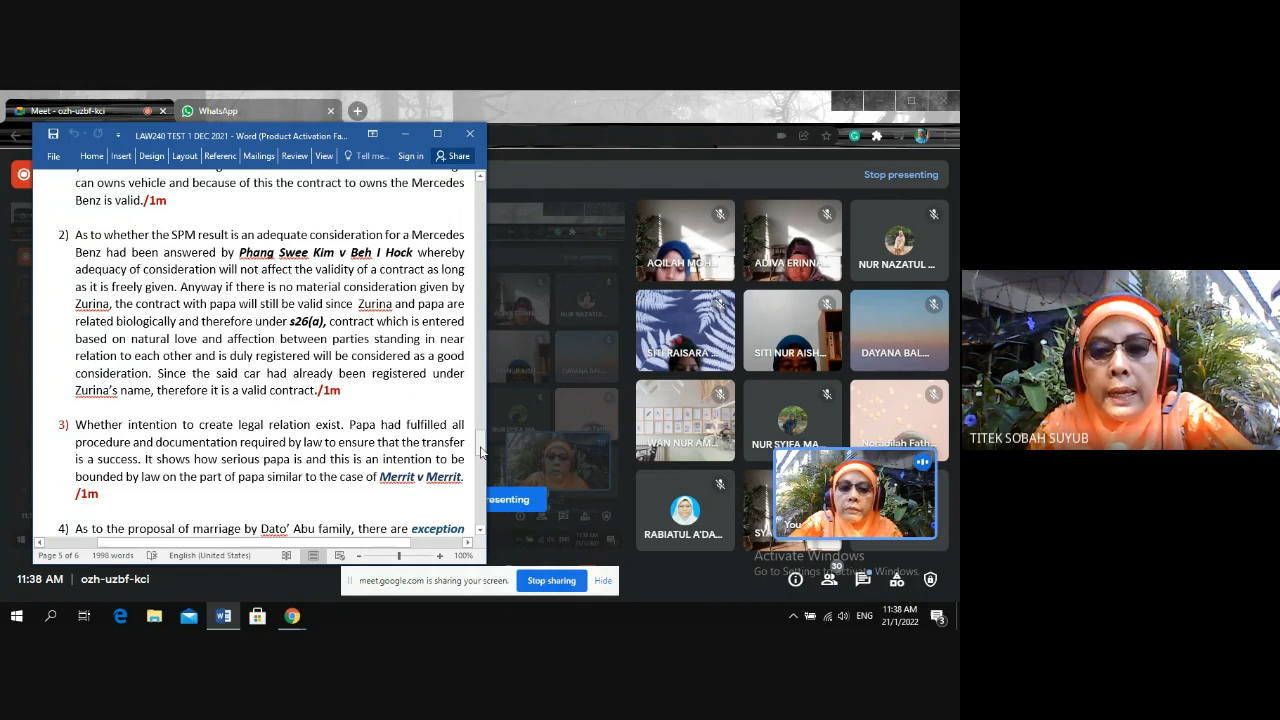 Meet - ozh-uzbf-kci
WhatsApp
LAW240 TEST 1 DEC 2021 - Word (Product Activation Fa...
File Home Insert Design Layout Referenc Mailings Review View Tell me... Sign in Share
Stop presenting
can owns vehicle and because of this the contract to owns the Mercedes
Benz is valid./1m
2) As to whether the SPM result is an adequate consideration for a Mercedes
Benz had been answered by Phang Swee Kim v Beh I Hock whereby
adequacy of consideration will not affect the validity of a contract as long
as it is freely given. Anyway if there is no material consideration given by
Zurina, the contract with papa will still be valid since Zurina and papa are
related biologically and therefore under s26(a), contract which is entered
based on natural love and affection between parties standing in near
relation to each other and is duly registered will be considered as a good
consideration. Since the said car had already been registered under
Zurina's name, therefore it is a valid contract./1m
3) Whether intention to create legal relation exist. Papa had fulfilled all
procedure and documentation required by law to ensure that the transfer
is a success. It shows how serious papa is and this is an intention to be
bounded by law on the part of papa similar to the case of Merrit v Merrit.
/1m
4) As to the proposal of marriage by Dato' Abu family, there are exception
Page 5 of 6 1998 words English (United States) 100%
AQILAH MOH...
ADIVA ERINNA...
NUR NAZATUL ...
SITI RAISARA ...
SITI NUR AISH...
DAYANA BAL...
WAN NUR AM...
NUR SYIFA MA...
Noradilah Fath...
RABIATUL A'DA...
You
resenting
TITEK SOBAH SUYUB
Activate Windows
Go to Settings to activate Windows.
11:38 AM ozh-uzbf-kci
meet.google.com is sharing your screen. Stop sharing Hide
30
ENG
11:38 AM
21/1/2022
3